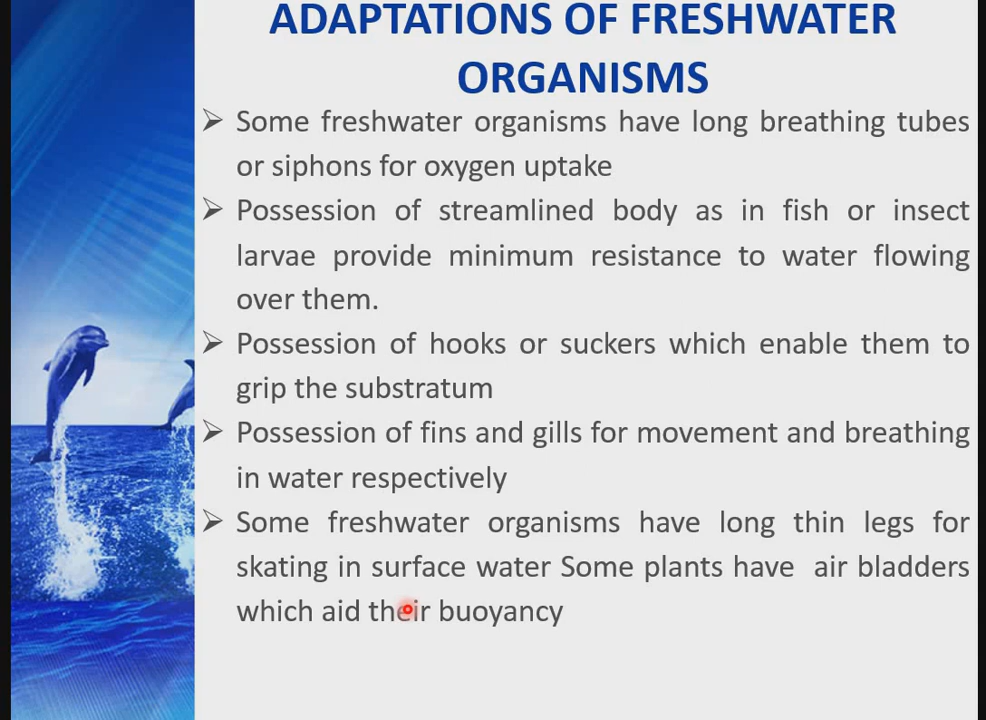 ADAPTATIONS OF FRESHWATER
ORGANISMS
➢ Some freshwater organisms have long breathing tubes
or siphons for oxygen uptake
➢ Possession of streamlined body as in fish or insect
larvae provide minimum resistance to water flowing
over them.
➢ Possession of hooks or suckers which enable them to
grip the substratum
➢ Possession of fins and gills for movement and breathing
in water respectively
➢ Some freshwater organisms have long thin legs for
skating in surface water Some plants have air bladders
which aid their buoyancy